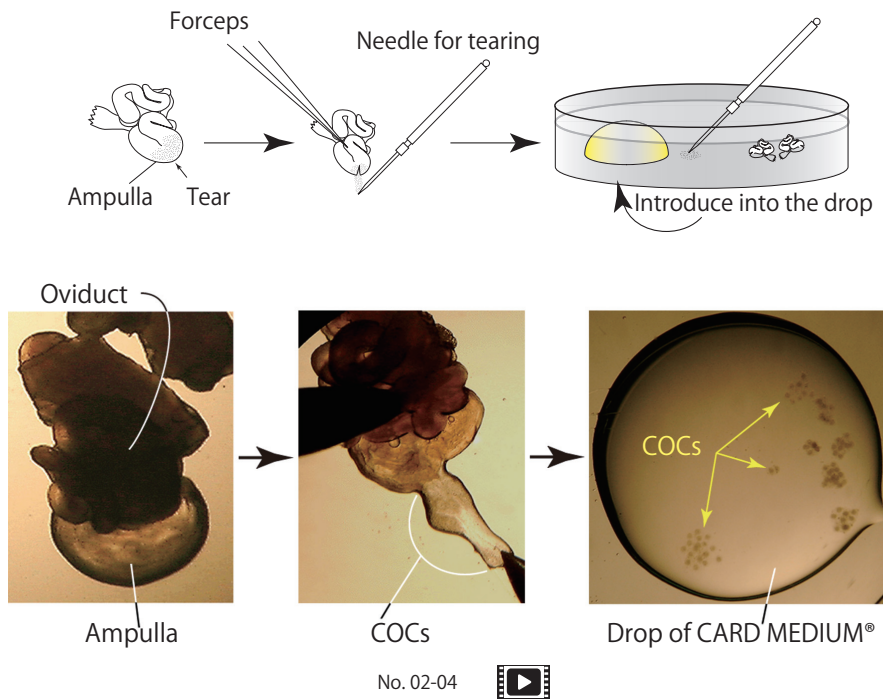 Forceps
Needle for tearing
Ampulla
Tear
Introduce into the drop
Oviduct
COCs
Ampulla
COCs
Drop of CARD MEDIUM®
No. 02-04